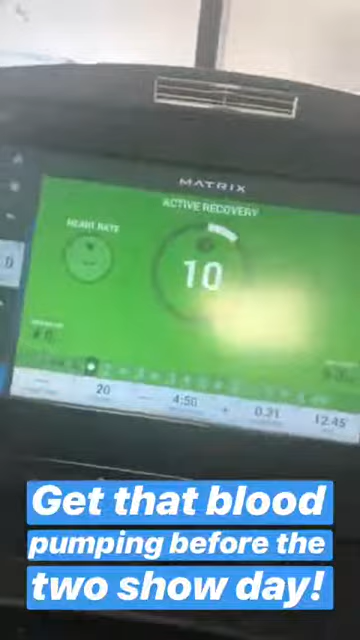 MATRIX
ACTIVE RECOVERY
HEART RATE
10
20
4:50
0.21
12.45
Get that blood
pumping before the
two show day!